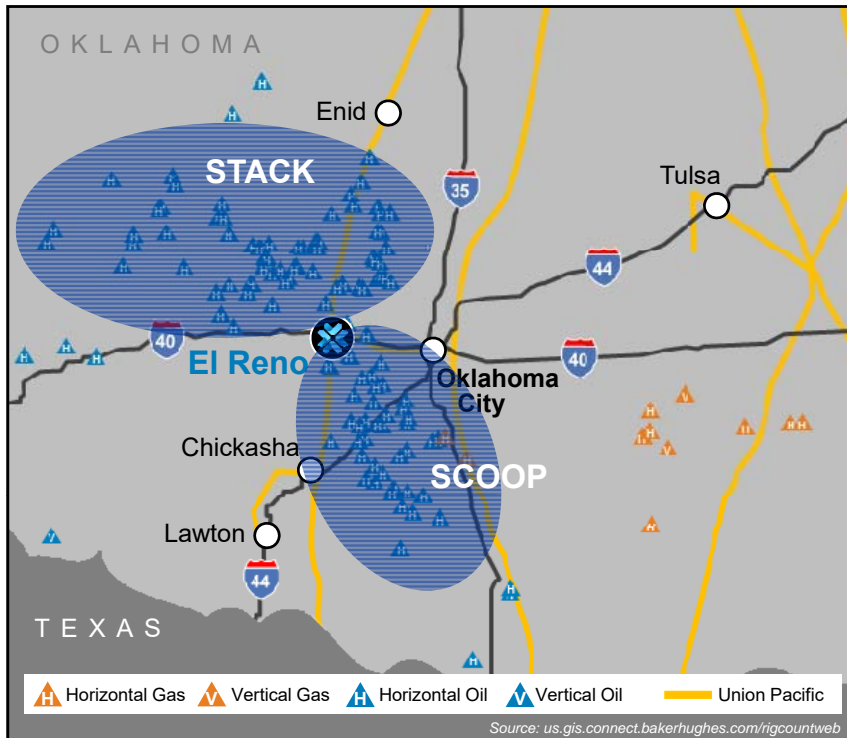 OKLAHOMA
Enid
STACK
35
Tulsa
44
40
El Reno
40
Oklahoma
City
Chickasha
SCOOP
Lawton
44
TEXAS
H Horizontal Gas V Vertical Gas H Horizontal Oil V Vertical Oil Union Pacific
Source: us.gis.connect.bakerhughes.com/rigcountweb